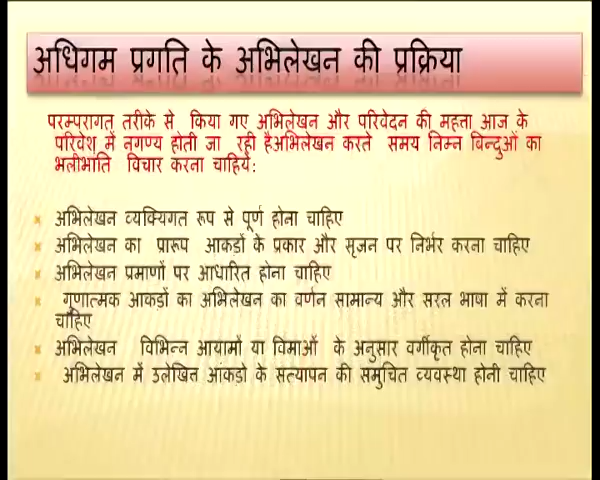 अधिगम प्रगति के अभिलेखन की प्रक्रिया
परम्परागत तरीके से किया गए अभिलेखन और परिवेदन की महत्ता आज के
परिवेश में नगण्य होती जा रही हैअभिलेखन करते समय निम्न बिन्दुओं का
भलीभाति विचार करना चाहिये:
अभिलेखन व्यक्यिगत रूप से पूर्ण होना चाहिए
अभिलेखन का प्रारूप आकडों के प्रकार और सृजन पर निर्भर करना चाहिए
अभिलेखन प्रमाणों पर आधारित होना चाहिए
गुणात्मक आकडों का अभिलेखन का वर्णन सामान्य और सरल भाषा में करना
चाहिए
अभिलेखन विभिन्न आयामों या विमाओं के अनुसार वर्गीकृत होना चाहिए
अभिलेखन में उलेखित आंकड़ो के सत्यापन की समुचित व्यवस्था होनी चाहिए